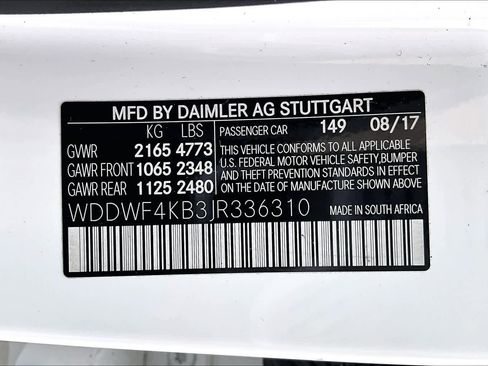 MFD BY DAIMLER AG STUTTGART
KG LBS
GVWR 2165 4773
GAWR FRONT 1065 2348
GAWR REAR 1125 2480
PASSENGER CAR 149 08/17
THIS VEHICLE CONFORMS TO ALL APPLICABLE
U.S. FEDERAL MOTOR VEHICLE SAFETY,BUMPER
AND THEFT PREVENTION STANDARDS IN EFFECT
ON THE DATE OF MANUFACTURE SHOWN ABOVE.
WDDWF4KB3JR336310 MADE IN SOUTH AFRICA